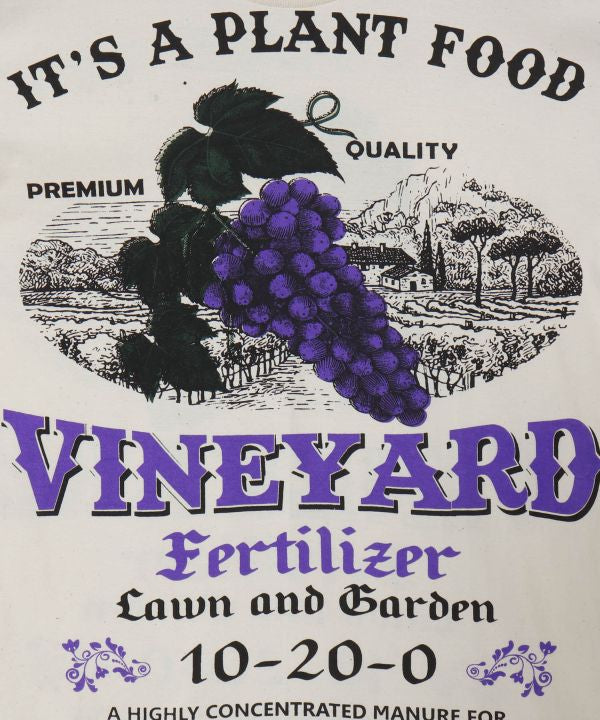 IT'S A PLANT FOOD
QUALITY
PREMIUM
VINEYARD
Fertilizer
Lawn and Garden
10-20-0
A HIGHLY CONCENTRATED MANURE FOR